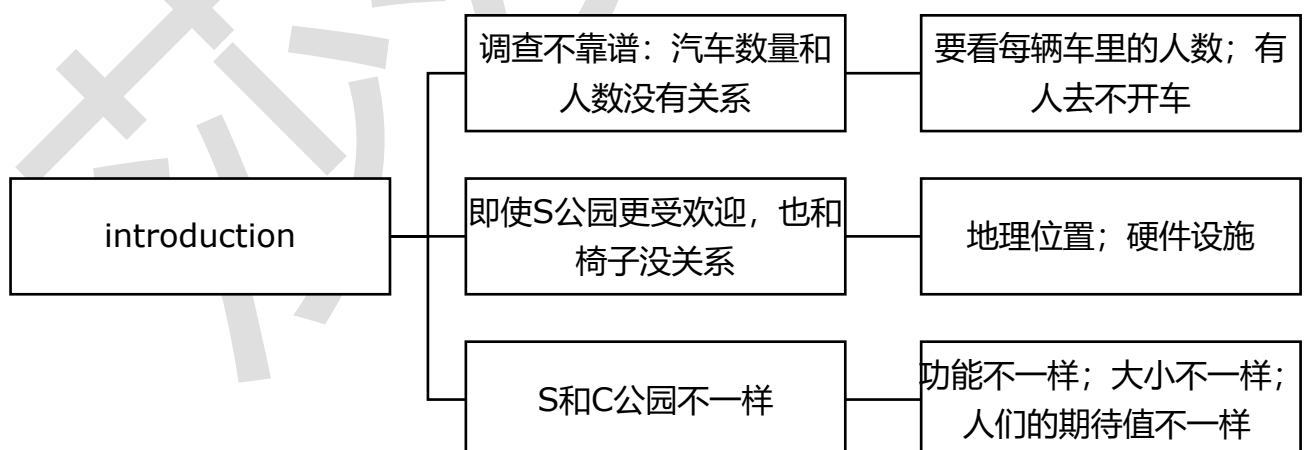 调查不靠谱：汽车数量和
人数没有关系
要看每辆车里的人数；有
人去不开车
introduction
即使S公园更受欢迎，也和
椅子没关系
地理位置；硬件设施
S和C公园不一样
功能不一样；大小不一样；
人们的期待值不一样